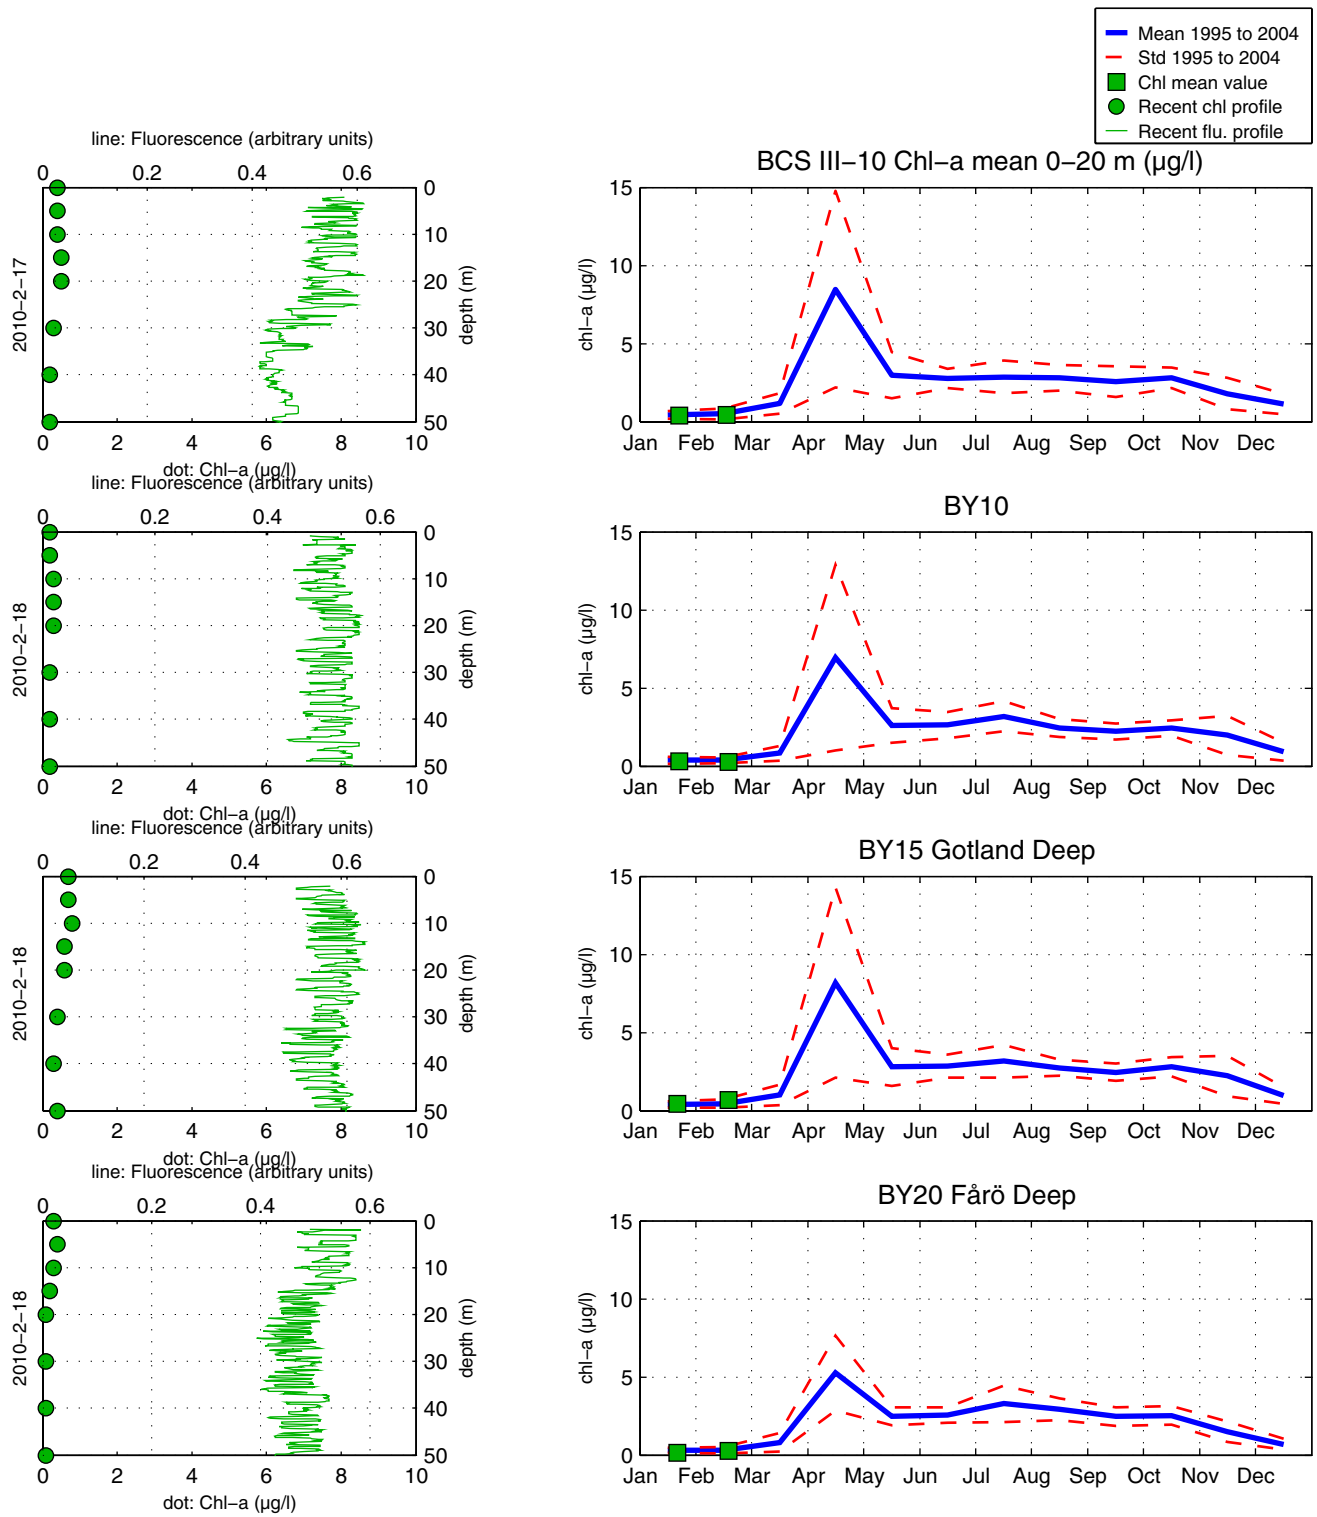 Mean 1995 to 2004
Std 1995 to 2004
Chl mean value
Recent chl profile
Recent flu. profile
line: Fluorescence (arbitrary units)
0 0.2 0.4 0.6
2010-2-17
0
10
20
30
40
50
depth (m)
0 2 4 6 8 10
dot: Chl-a (µg/l)
BCS III-10 Chl-a mean 0-20 m (µg/l)
chl-a (µg/l)
15
10
5
0
Jan Feb Mar Apr May Jun Jul Aug Sep Oct Nov Dec
line: Fluorescence (arbitrary units)
0 0.2 0.4 0.6
2010-2-18
0
10
20
30
40
50
depth (m)
0 2 4 6 8 10
dot: Chl-a (µg/l)
BY10
chl-a (µg/l)
15
10
5
0
Jan Feb Mar Apr May Jun Jul Aug Sep Oct Nov Dec
line: Fluorescence (arbitrary units)
0 0.2 0.4 0.6
2010-2-18
0
10
20
30
40
50
depth (m)
0 2 4 6 8 10
dot: Chl-a (µg/l)
BY15 Gotland Deep
chl-a (µg/l)
15
10
5
0
Jan Feb Mar Apr May Jun Jul Aug Sep Oct Nov Dec
line: Fluorescence (arbitrary units)
0 0.2 0.4 0.6
2010-2-18
0
10
20
30
40
50
depth (m)
0 2 4 6 8 10
dot: Chl-a (µg/l)
BY20 Fårö Deep
chl-a (µg/l)
15
10
5
0
Jan Feb Mar Apr May Jun Jul Aug Sep Oct Nov Dec